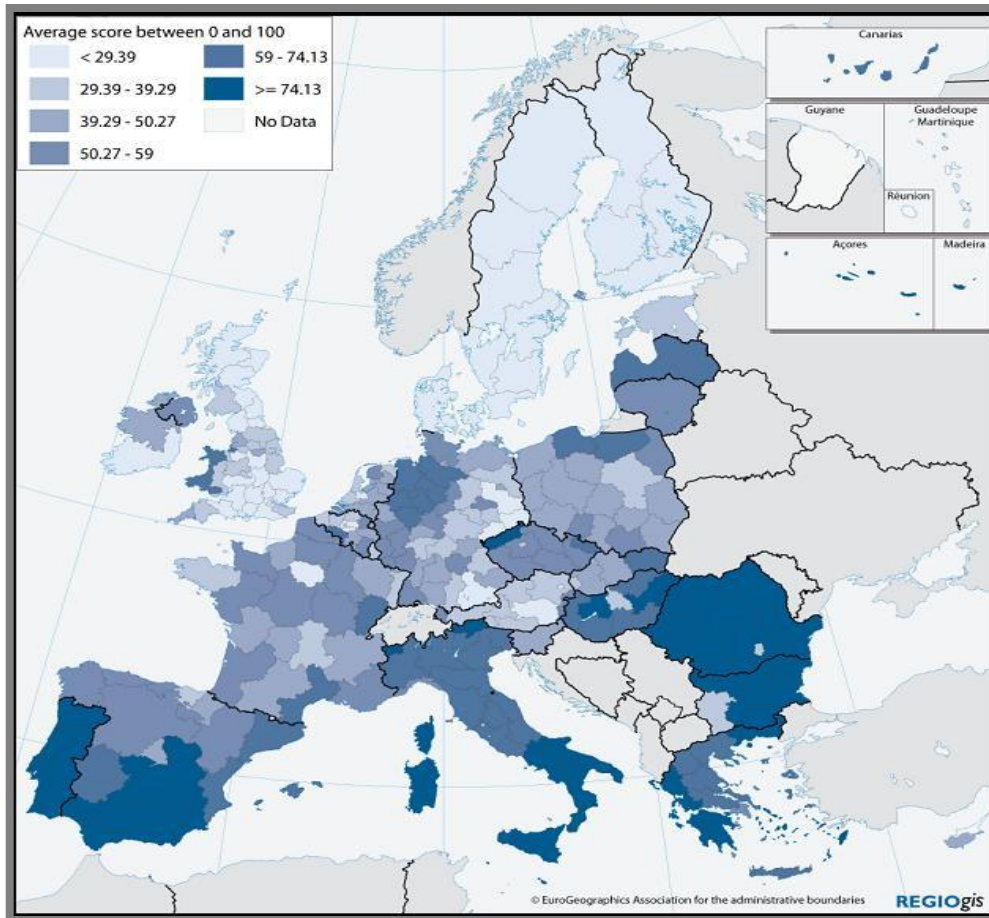 Average score between 0 and 100
< 29.39
29.39 - 39.29
39.29 - 50.27
50.27 - 59
59 - 74.13
>= 74.13
No Data
Canarias
Guyane
Guadeloupe
Martinique
Réunion
Açores
Madeira
© EuroGeographics Association for the administrative boundaries
REGIOgis